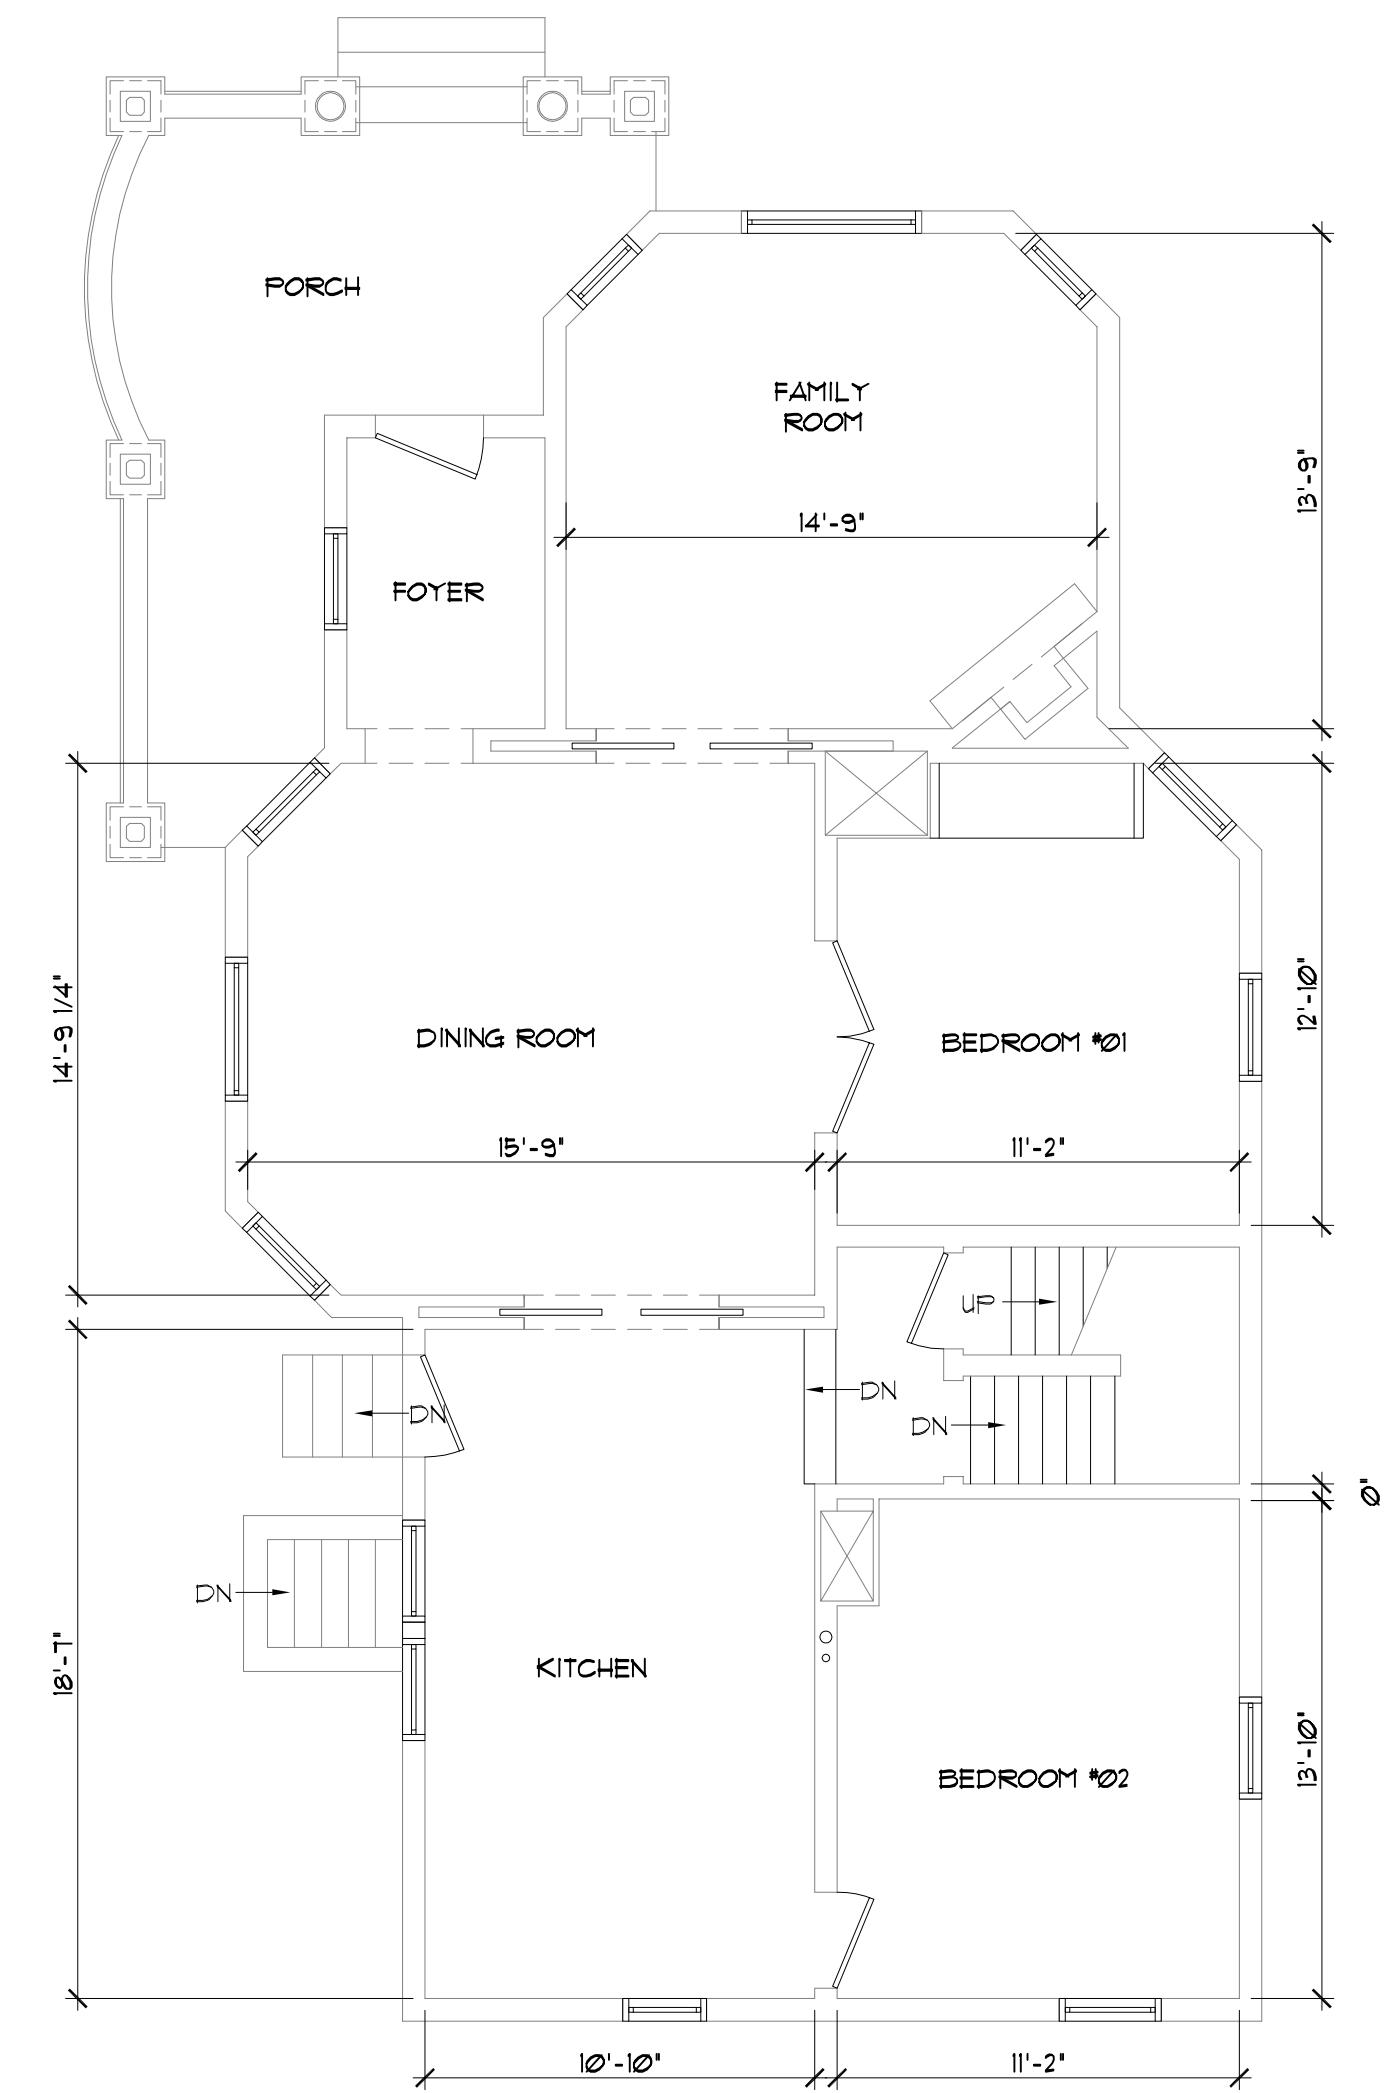 PORCH
FAMILY
ROOM
13'-9"
14'-9"
FOYER
14'-9 1/4"
12'-10"
DINING ROOM
BEDROOM #01
15'-9"
11'-2"
UP
DN
DN
DN
0"
DN
18'-7"
KITCHEN
BEDROOM #02
13'-10"
10'-10"
11'-2"